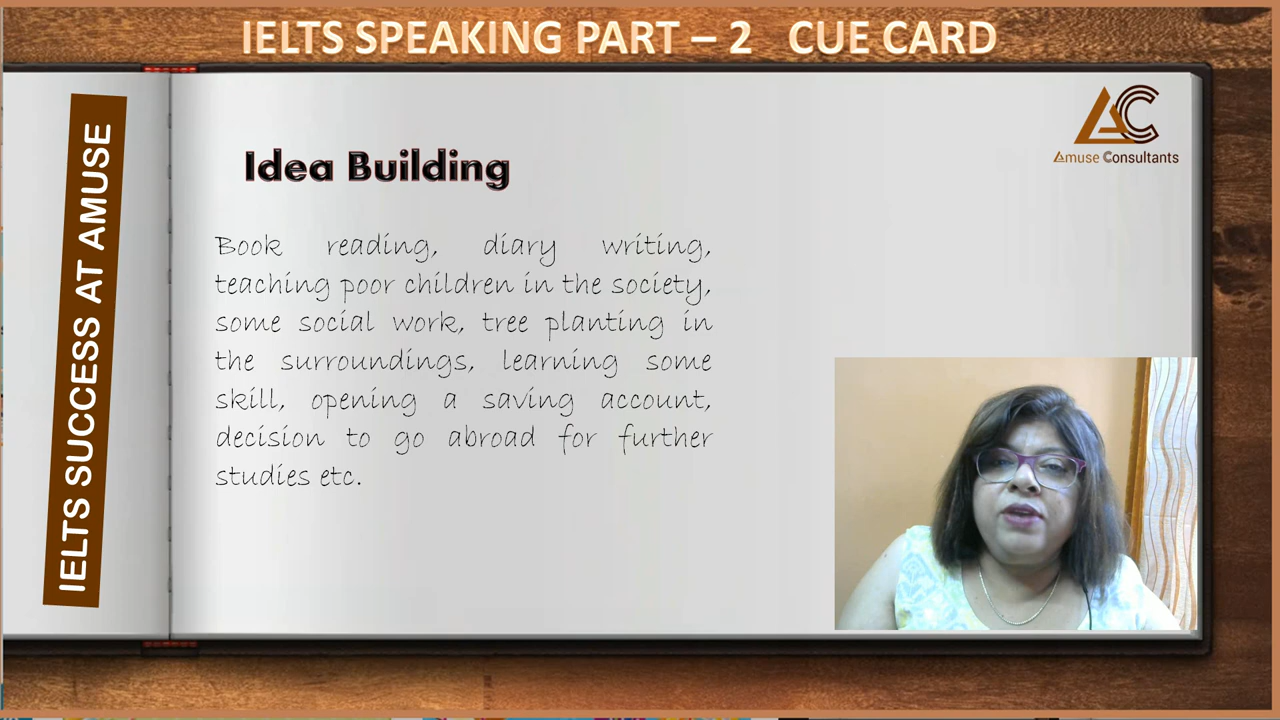 IELTS SPEAKING PART – 2 CUE CARD
IELTS SUCCESS AT AMUSE
AC
Amuse Consultants
Idea Building
Book reading, diary writing,
teaching poor children in the society,
some social work, tree planting in
the surroundings, learning some
skill, opening a saving account,
decision to go abroad for further
studies etc.